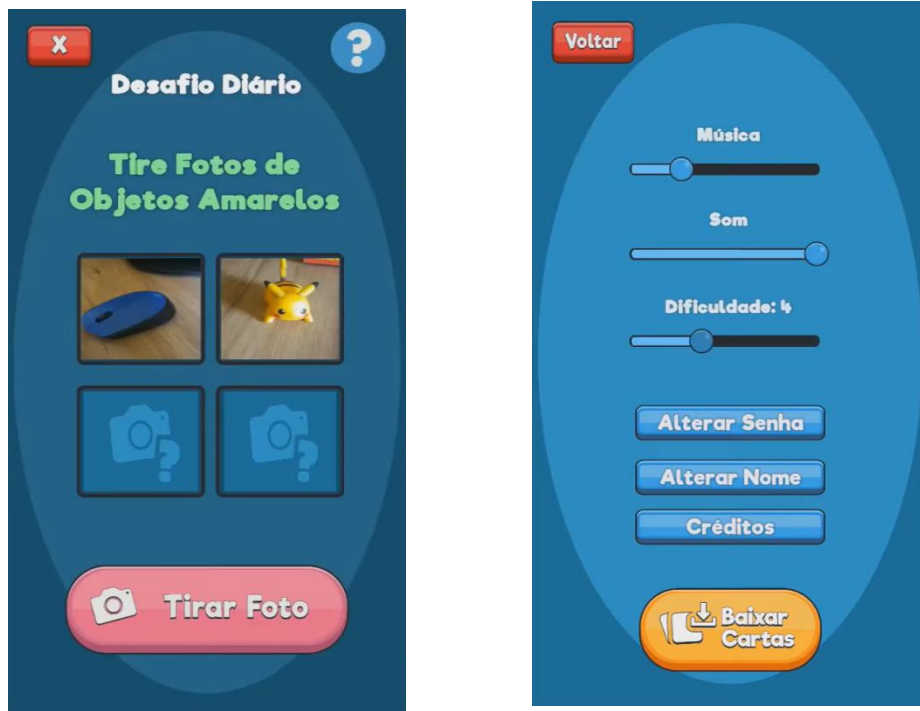 X
?
Desafio Diário
Tire Fotos de
Objetos Amarelos
?
?
Tirar Foto
Voltar
Música
Som
Dificuldade: 4
Alterar Senha
Alterar Nome
Créditos
Baixar
Cartas